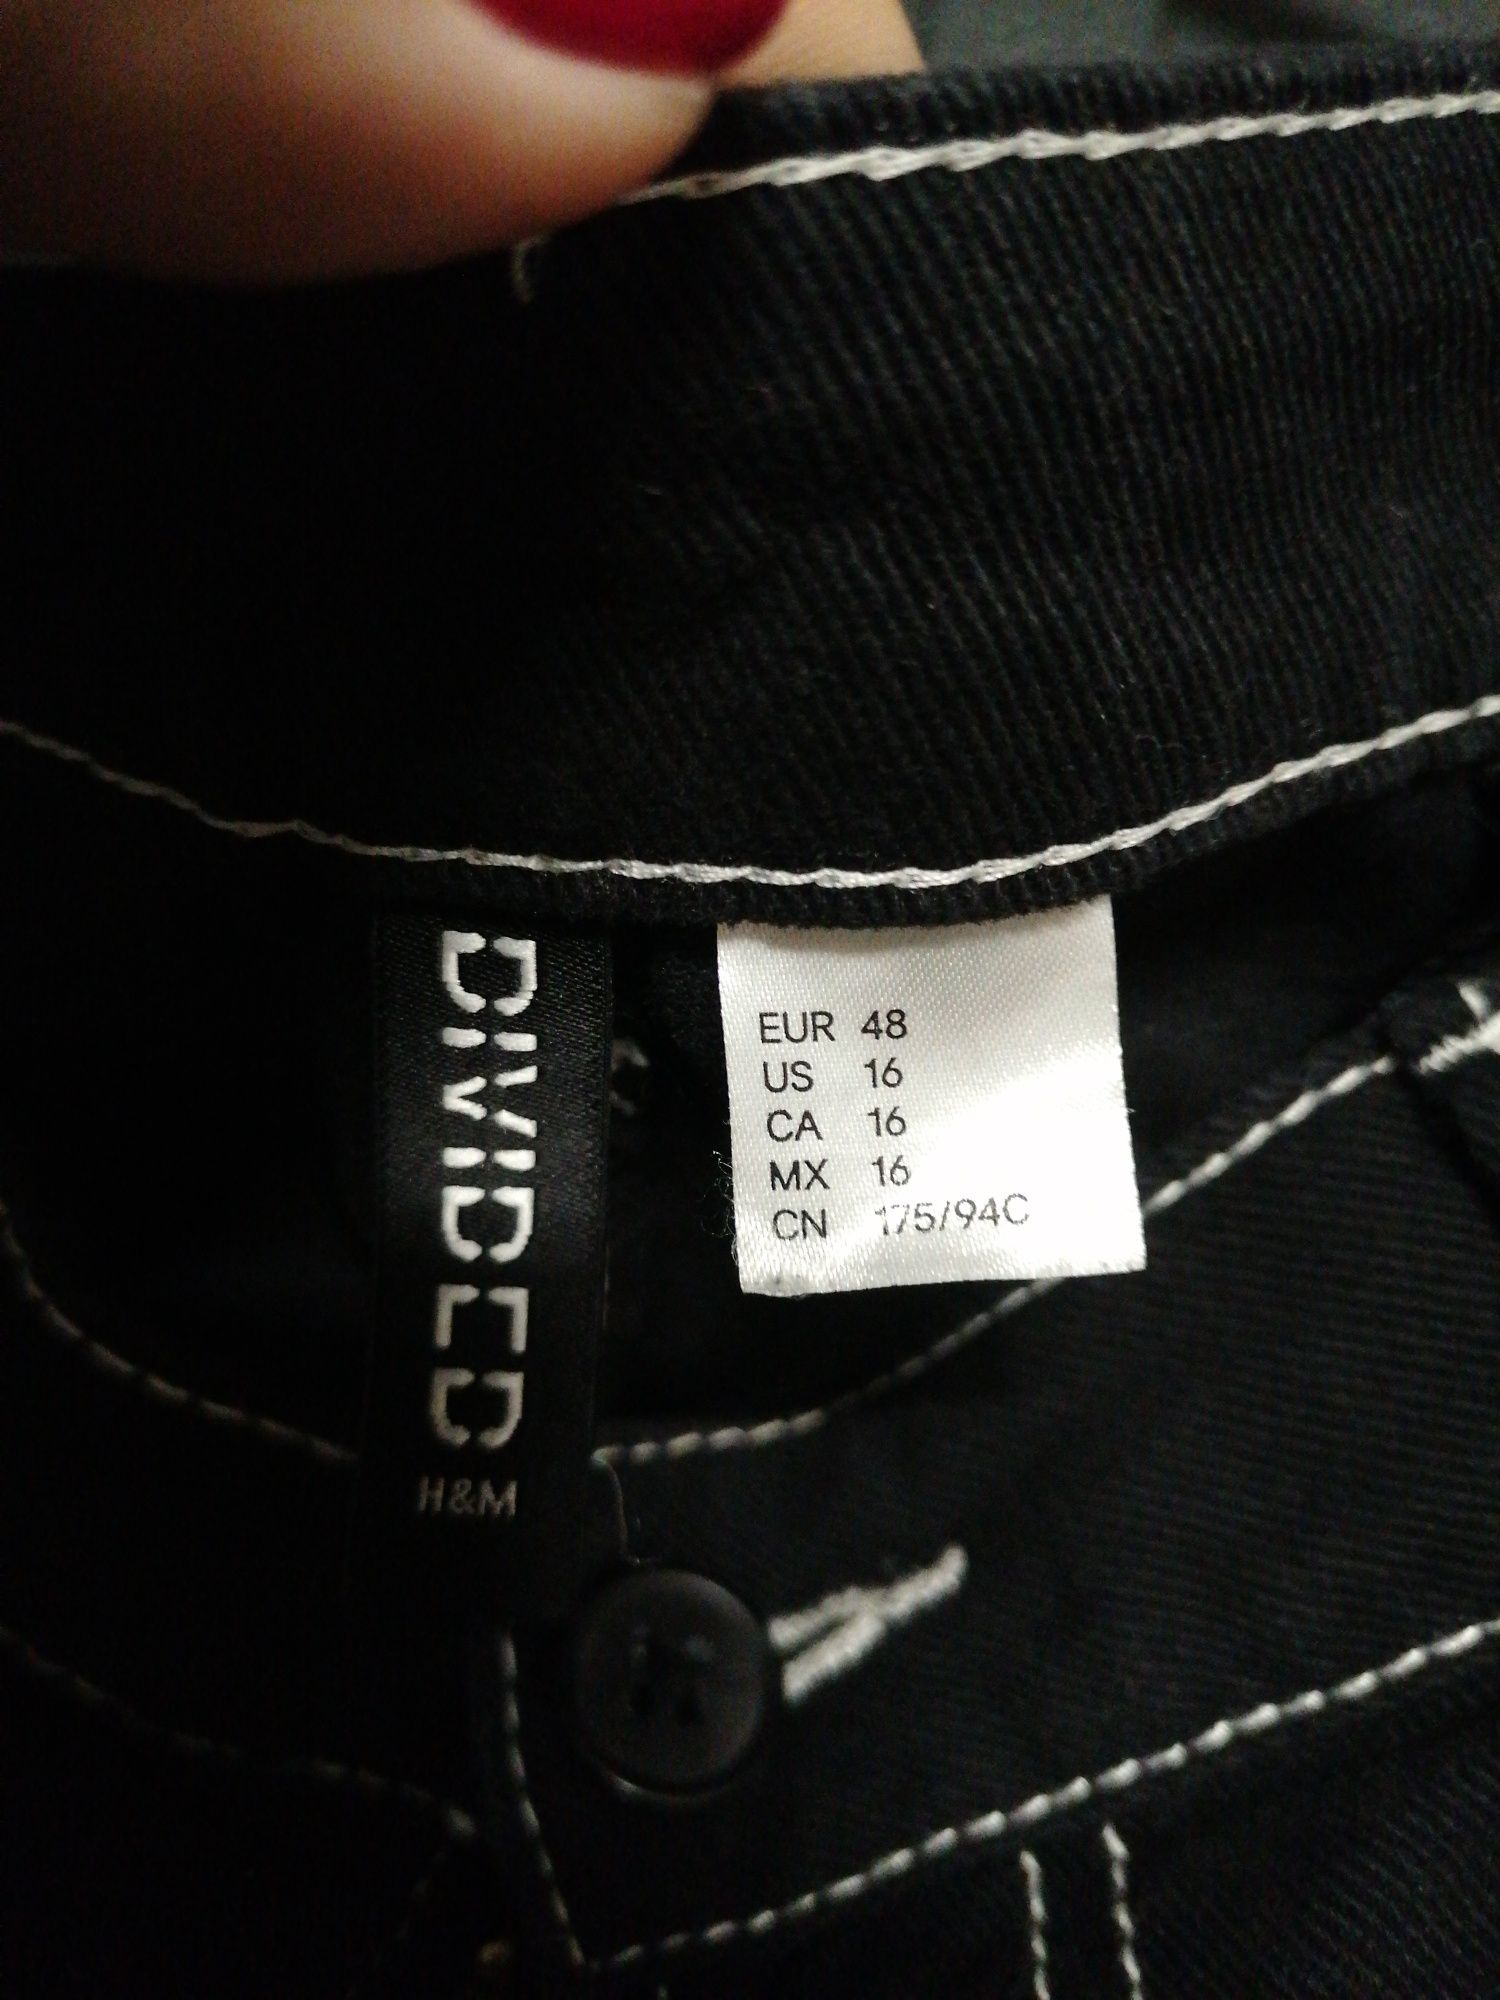 DIVIDED
H&M
EUR 48
US 16
CA 16
MX 16
CN 175/94C